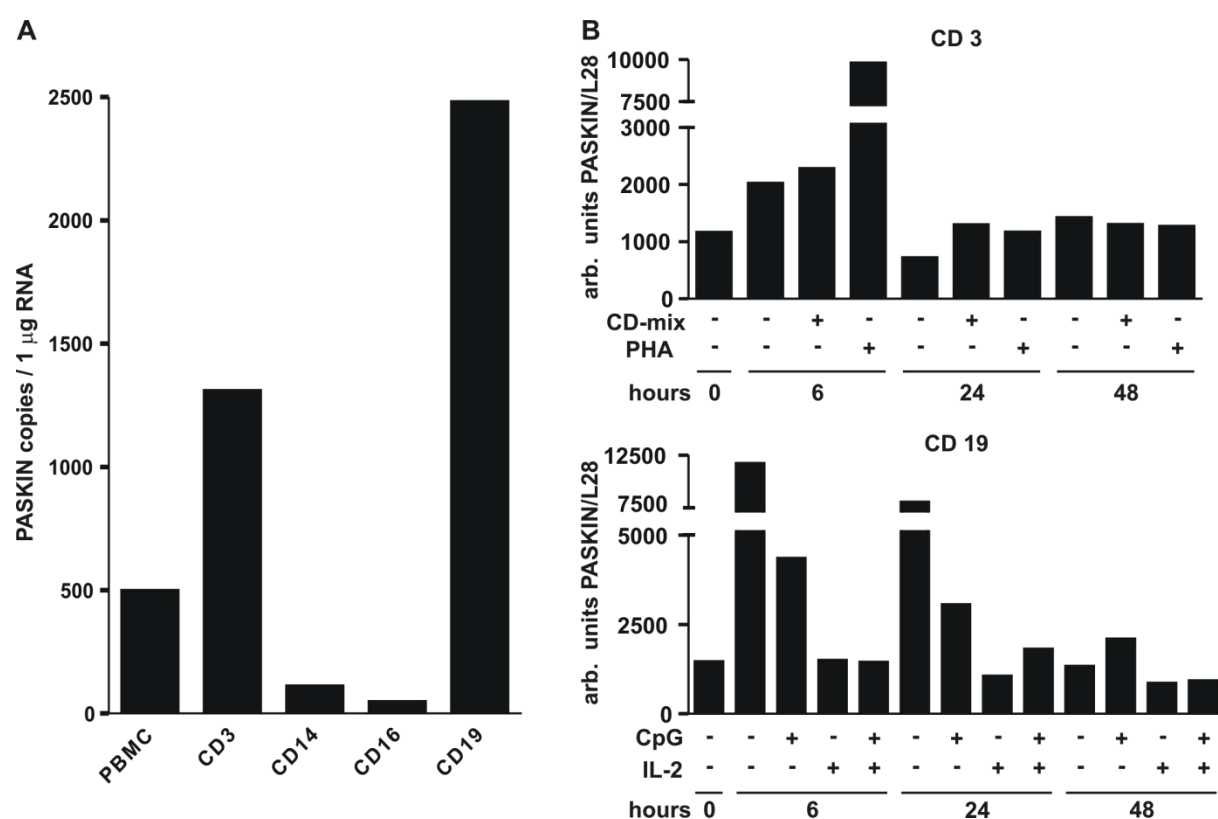 A
PASKIN copies / 1 µg RNA
2500
2000
1500
1000
500
0
PBMC
CD3
CD14
CD16
CD19
B
CD 3
arb. units PASKIN/L28
10000
7500
3000
2000
1000
0
CD-mix - - + - - + - - + -
PHA - - - + - - + - - +
hours 0 6 24 48
CD 19
arb. units PASKIN/L28
12500
7500
5000
2500
0
CpG - - + - + - + - + - + - +
IL-2 - - - + + - - + + - - + +
hours 0 6 24 48